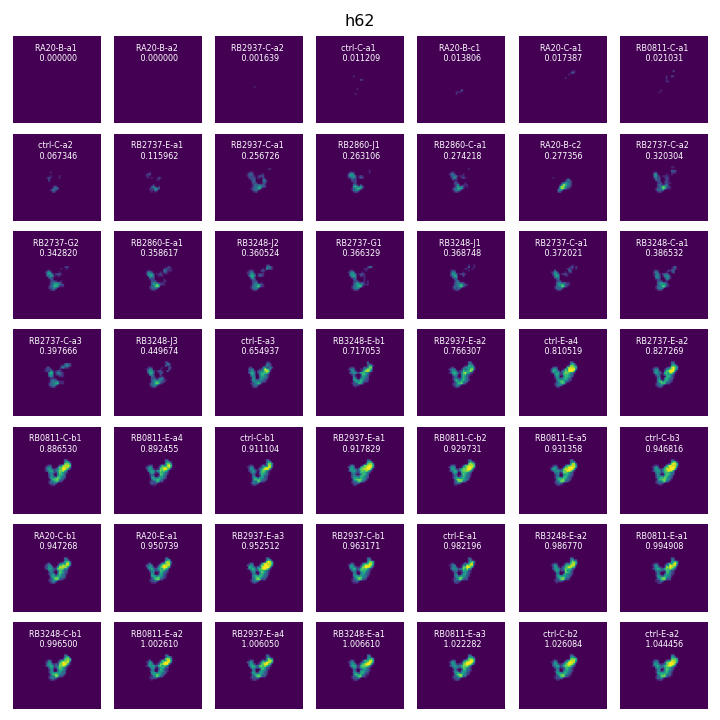 h62
RA20-B-a1
0.000000
RA20-B-a2
0.000000
RB2937-C-a2
0.001639
ctrl-C-a1
0.011209
RA20-B-c1
0.013806
RA20-C-a1
0.017387
RB0811-C-a1
0.021031
ctrl-C-a2
0.067346
RB2737-E-a1
0.115962
RB2937-C-a1
0.256726
RB2860-J1
0.263106
RB2860-C-a1
0.274218
RA20-B-c2
0.277356
RB2737-C-a2
0.320304
RB2737-G2
0.342820
RB2860-E-a1
0.358617
RB3248-J2
0.360524
RB2737-G1
0.366329
RB3248-J1
0.368748
RB2737-C-a1
0.372021
RB3248-C-a1
0.386532
RB2737-C-a3
0.397666
RB3248-J3
0.449674
ctrl-E-a3
0.654937
RB3248-E-b1
0.717053
RB2937-E-a2
0.766307
ctrl-E-a4
0.810519
RB2737-E-a2
0.827269
RB0811-C-b1
0.886530
RB0811-E-a4
0.892455
ctrl-C-b1
0.911104
RB2937-E-a1
0.917829
RB0811-C-b2
0.929731
RB0811-E-a5
0.931358
ctrl-C-b3
0.946816
RA20-C-b1
0.947268
RA20-E-a1
0.950739
RB2937-E-a3
0.952512
RB2937-C-b1
0.963171
ctrl-E-a1
0.982196
RB3248-E-a2
0.986770
RB0811-E-a1
0.994908
RB3248-C-b1
0.996500
RB0811-E-a2
1.002610
RB2937-E-a4
1.006050
RB3248-E-a1
1.006610
RB0811-E-a3
1.022282
ctrl-C-b2
1.026084
ctrl-E-a2
1.044456